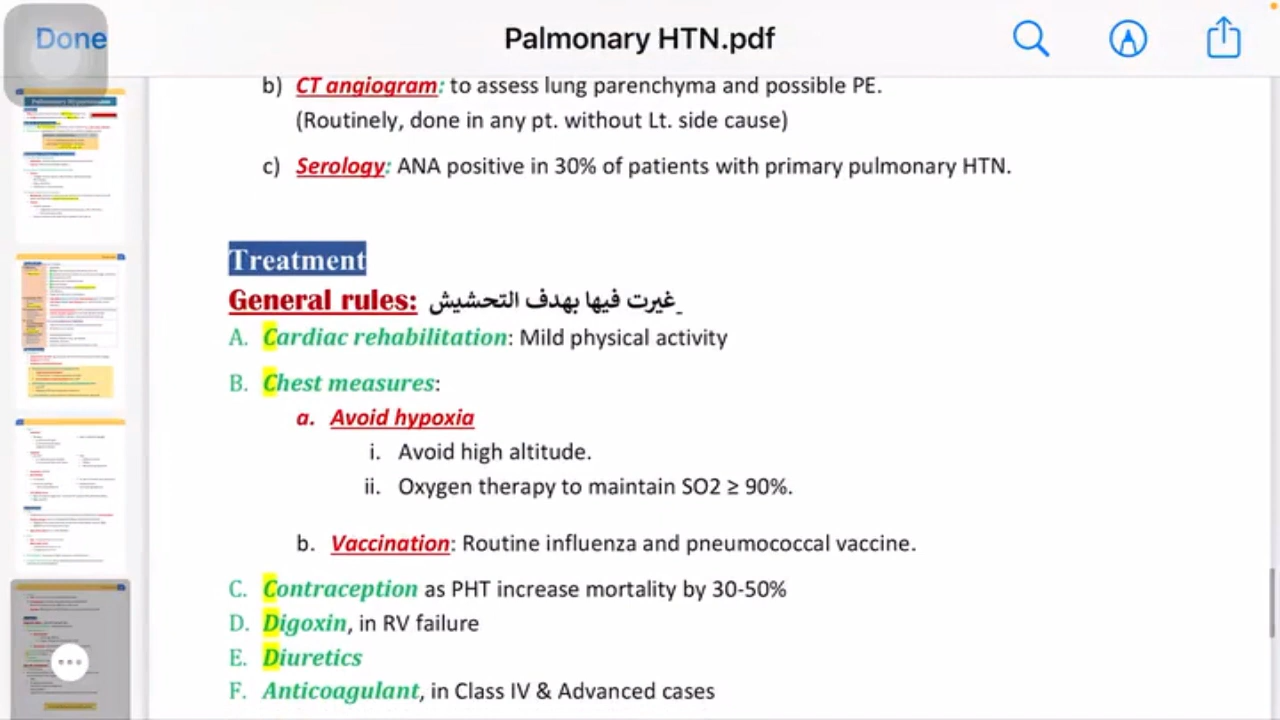 Done
Palmonary HTN.pdf
b) CT angiogram: to assess lung parenchyma and possible PE.
(Routinely, done in any pt. without Lt. side cause)
c) Serology: ANA positive in 30% of patients with primary pulmonary HTN.
Treatment
General rules: غيرت فيها بهدف التحشيش
A. Cardiac rehabilitation: Mild physical activity
B. Chest measures:
a. Avoid hypoxia
i. Avoid high altitude.
ii. Oxygen therapy to maintain SO2 ≥ 90%.
b. Vaccination: Routine influenza and pneumococcal vaccine.
C. Contraception as PHT increase mortality by 30-50%
D. Digoxin, in RV failure
E. Diuretics
F. Anticoagulant, in Class IV & Advanced cases